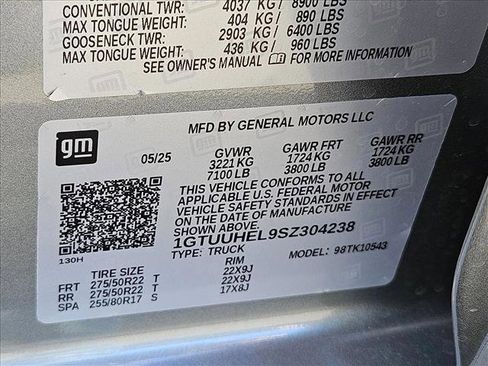 CONVENTIONAL TWR: 4037 KG / 8900 LBS
MAX TONGUE WEIGHT: 404 KG / 890 LBS
GOOSENECK TWR: 2903 KG / 6400 LBS
MAX TONGUE WEIGHT: 436 KG / 960 LBS
SEE OWNER'S MANUAL FOR MORE INFORMATION
gm
MFD BY GENERAL MOTORS LLC
05/25 GVWR GAWR FRT GAWR RR
3221 KG 1724 KG 1724 KG
7100 LB 3800 LB 3800 LB
THIS VEHICLE CONFORMS TO ALL
APPLICABLE U.S. FEDERAL MOTOR
VEHICLE SAFETY STANDARDS IN EFFECT ON
THE DATE OF MANUFACTURE SHOWN ABOVE.
1GTUUHEL9SZ304238
TYPE: TRUCK MODEL: 98TK10543
130H
TIRE SIZE RIM
FRT 275/50R22 T 22X9J
RR 275/50R22 T 22X9J
SPA 255/80R17 S 17X8J